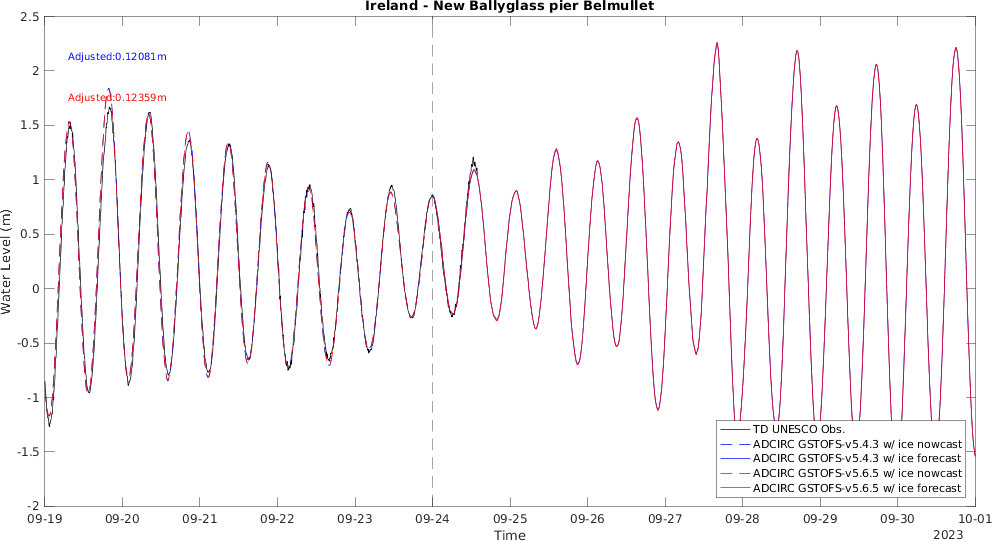 Ireland - New Ballyglass pier Belmullet
2.5
2
1.5
1
0.5
0
-0.5
-1
-1.5
-2
Water Level (m)
Adjusted:0.12081m
Adjusted:0.12359m
TD UNESCO Obs.
ADCIRC GSTOFS-v5.4.3 w/ ice nowcast
ADCIRC GSTOFS-v5.4.3 w/ ice forecast
ADCIRC GSTOFS-v5.6.5 w/ ice nowcast
ADCIRC GSTOFS-v5.6.5 w/ ice forecast
09-19 09-20 09-21 09-22 09-23 09-24 09-25 09-26 09-27 09-28 09-29 09-30 10-01
Time
2023